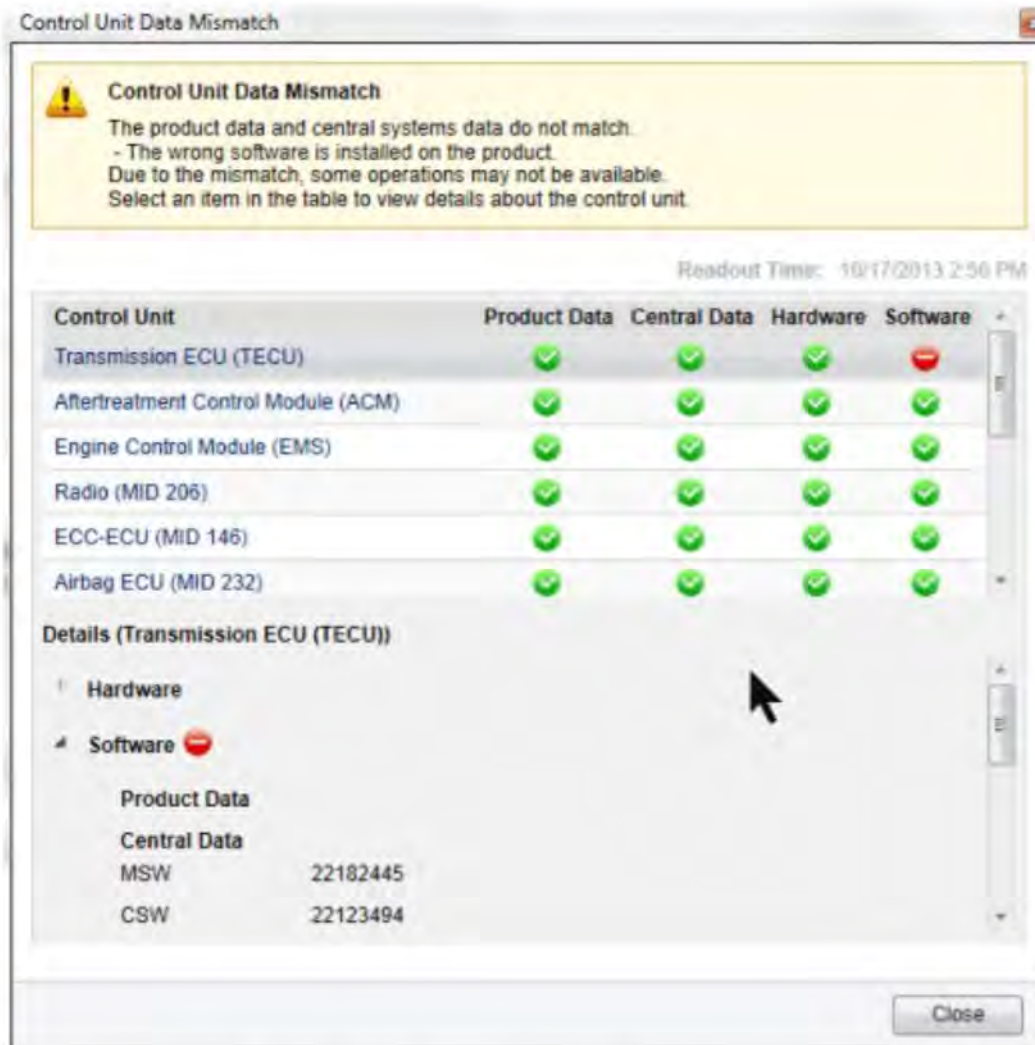 Control Unit Data Mismatch
Control Unit Data Mismatch
The product data and central systems data do not match.
- The wrong software is installed on the product.
Due to the mismatch, some operations may not be available.
Select an item in the table to view details about the control unit.
Readout Time: 10/17/2013 2:56 PM
Control Unit Product Data Central Data Hardware Software
Transmission ECU (TECU)
Aftertreatment Control Module (ACM)
Engine Control Module (EMS)
Radio (MID 206)
ECC-ECU (MID 146)
Airbag ECU (MID 232)
Details (Transmission ECU (TECU))
Hardware
Software
Product Data
Central Data
MSW 22182445
CSW 22123494
Close